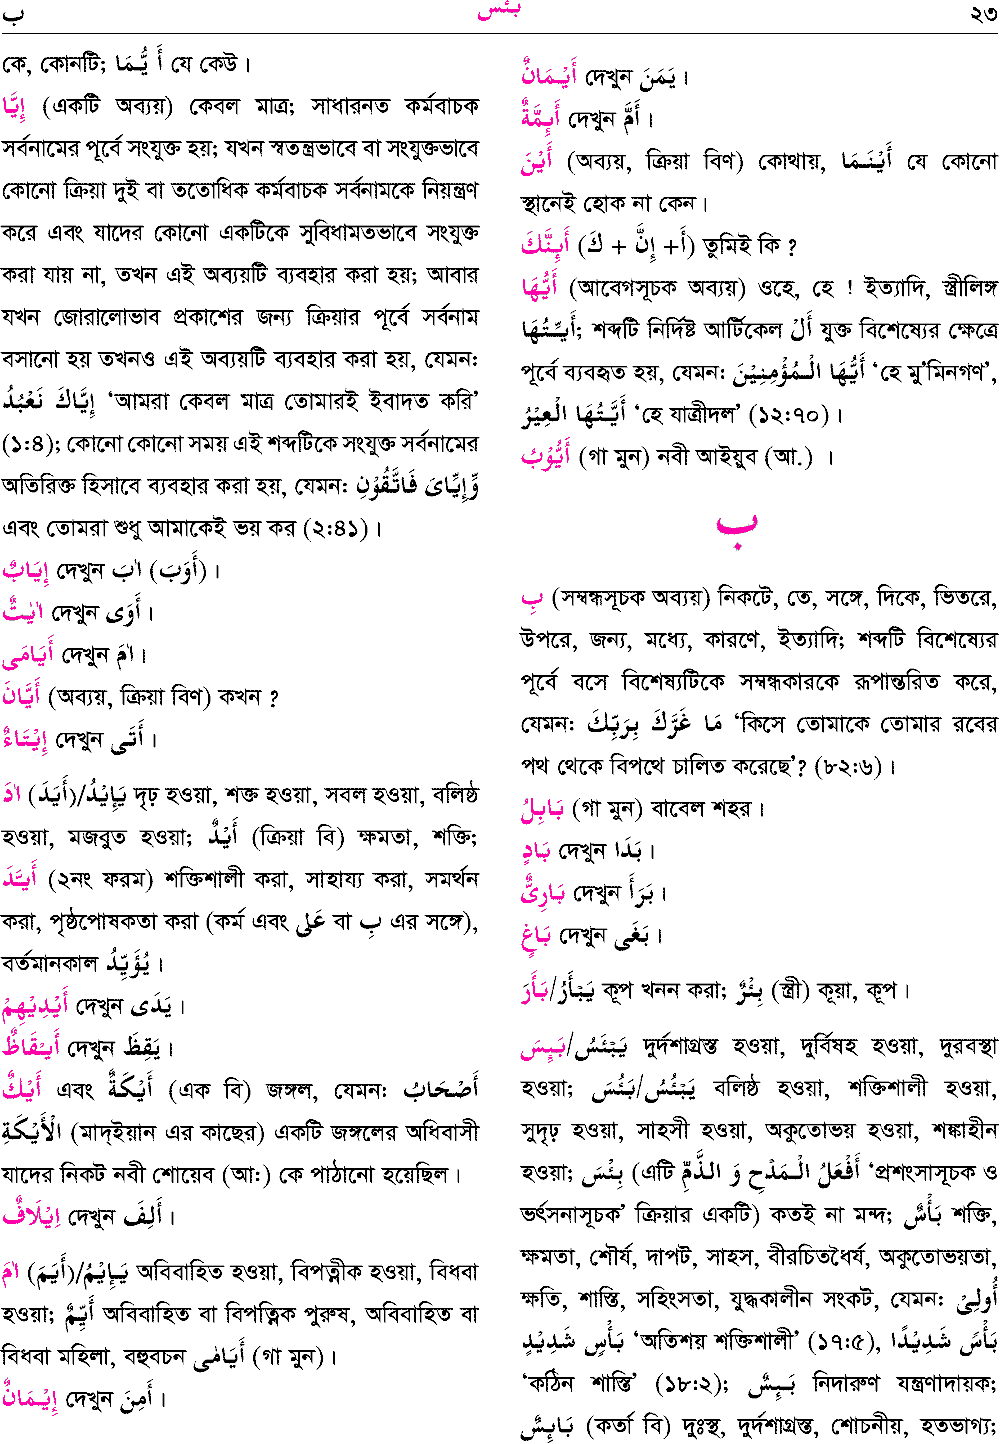 ب بئس ২৩
কে, কোনটি; أَيُّمَا যে কেউ।
إِيَّا (একটি অব্যয়) কেবল মাত্র; সাধারনত কর্মবাচক
সর্বনামের পূর্বে সংযুক্ত হয়; যখন স্বতন্ত্রভাবে বা সংযুক্তভাবে
কোনো ক্রিয়া দুই বা ততোধিক কর্মবাচক সর্বনামকে নিয়ন্ত্রণ
করে এবং যাদের কোনো একটিকে সুবিধামতভাবে সংযুক্ত
করা যায় না, তখন এই অব্যয়টি ব্যবহার করা হয়; আবার
যখন জোরালোভাব প্রকাশের জন্য ক্রিয়ার পূর্বে সর্বনাম
বসানো হয় তখনও এই অব্যয়টি ব্যবহার করা হয়, যেমন:
إِيَّاكَ نَعْبُدُ ‘আমরা কেবল মাত্র তোমারই ইবাদত করি’
(১:৪); কোনো কোনো সময় এই শব্দটিকে সংযুক্ত সর্বনামের
অতিরিক্ত হিসাবে ব্যবহার করা হয়, যেমন: وَّإِيَّاىَ فَاتَّقُوْنِ
এবং তোমরা শুধু আমাকেই ভয় কর (২:৪১)।
إِيَابٌ দেখুন اٰبَ (أَوَبَ)।
اٰيٰتٌ দেখুন أَوَى।
أَيَامَى দেখুন اٰمَ।
أَيَّانَ (অব্যয়, ক্রিয়া বিণ) কখন ?
إِيْتَاءٌ দেখুন أَتَى।
اٰدَ (أَيَدَ)/يَإِيْدُ দৃঢ় হওয়া, শক্ত হওয়া, সবল হওয়া, বলিষ্ঠ
হওয়া, মজবুত হওয়া; أَيْدٌ (ক্রিয়া বি) ক্ষমতা, শক্তি;
أَيَّدَ (২নং ফরম) শক্তিশালী করা, সাহায্য করা, সমর্থন
করা, পৃষ্ঠপোষকতা করা (কর্ম এবং عَلٰى বা بِ এর সঙ্গে),
বর্তমানকাল يُؤَيِّدُ।
أَيْدِيْهِمْ দেখুন يَدَى।
أَيْقَاظٌ দেখুন يَقِظَ।
أَيْكٌ এবং أَيْكَةٌ (এক বি) জঙ্গল, যেমন: أَصْحَابُ
الْأَيْكَةِ (মাদ্ইয়ান এর কাছের) একটি জঙ্গলের অধিবাসী
যাদের নিকট নবী শোয়েব (আ:) কে পাঠানো হয়েছিল।
إِيْلَافٌ দেখুন أَلِفَ।
اٰمَ (أَيَمَ)/يَإِيْمُ অবিবাহিত হওয়া, বিপত্নীক হওয়া, বিধবা
হওয়া; أَيِّمٌ অবিবাহিত বা বিপত্নিক পুরুষ, অবিবাহিত বা
বিধবা মহিলা, বহুবচন أَيَامٰى (গা মুন)।
إِيْمَانٌ দেখুন أَمِنَ।
أَيْمَانٌ দেখুন يَمَنَ।
أَئِمَّةٌ দেখুন أَمَّ।
أَيْنَ (অব্যয়, ক্রিয়া বিণ) কোথায়, أَيْنَمَا যে কোনো
স্থানেই হোক না কেন।
أَئِنَّكَ (أَ+ إِنَّ + كَ) তুমিই কি ?
أَيُّهَا (আবেগসূচক অব্যয়) ওহে, হে ! ইত্যাদি, স্ত্রীলিঙ্গ
أَيَّتُهَا; শব্দটি নির্দিষ্ট আর্টিকেল أَلْ যুক্ত বিশেষ্যের ক্ষেত্রে
পূর্বে ব্যবহৃত হয়, যেমন: أَيُّهَا الْمُؤْمِنِيْنَ ‘হে মু’মিনগণ’,
أَيَّتُهَا الْعِيْرُ ‘হে যাত্রীদল’ (১২:৭০)।
أَيُّوْبُ (গা মুন) নবী আইয়ুব (আ.) ।
ب
بِ (সম্বন্ধসূচক অব্যয়) নিকটে, তে, সঙ্গে, দিকে, ভিতরে,
উপরে, জন্য, মধ্যে, কারণে, ইত্যাদি; শব্দটি বিশেষ্যের
পূর্বে বসে বিশেষ্যটিকে সম্বন্ধকারকে রূপান্তরিত করে,
যেমন: مَا غَرَّكَ بِرَبِّكَ ‘কিসে তোমাকে তোমার রবের
পথ থেকে বিপথে চালিত করেছে’? (৮২:৬)।
بَابِلُ (গা মুন) বাবেল শহর।
بَادٍ দেখুন بَدَا।
بَارِئٌ দেখুন بَرَأَ।
بَاغٍ দেখুন بَغَى।
بَأَرَ/يَبْأَرُ কূপ খনন করা; بِئْرٌ (স্ত্রী) কূয়া, কূপ।
بَئِسَ/يَبْئَسُ দুর্দশাগ্রস্ত হওয়া, দুর্বিষহ হওয়া, দুরবস্থা
হওয়া; بَئُسَ/يَبْئُسُ বলিষ্ঠ হওয়া, শক্তিশালী হওয়া,
সুদৃঢ় হওয়া, সাহসী হওয়া, অকুতোভয় হওয়া, শঙ্কাহীন
হওয়া; بِئْسَ (এটি أَفْعَلُ الْمَدْحِ وَ الذَّمِّ ‘প্রশংসাসূচক ও
ভর্ৎসনাসূচক’ ক্রিয়ার একটি) কতই না মন্দ; بَأْسٌ শক্তি,
ক্ষমতা, শৌর্য, দাপট, সাহস, বীরচিতধৈর্য, অকুতোভয়তা,
ক্ষতি, শাস্তি, সহিংসতা, যুদ্ধকালীন সংকট, যেমন: أُولِىْ
بَأْسٍ شَدِيْدٍ ‘অতিশয় শক্তিশালী’ (১৭:৫), بَأْسَ شَدِيْدًا
‘কঠিন শাস্তি’ (১৮:২); بَئِيْسٌ নিদারুণ যন্ত্রণাদায়ক;
بَائِسٌ (কর্তা বি) দুঃস্থ, দুর্দশাগ্রস্ত, শোচনীয়, হতভাগ্য;